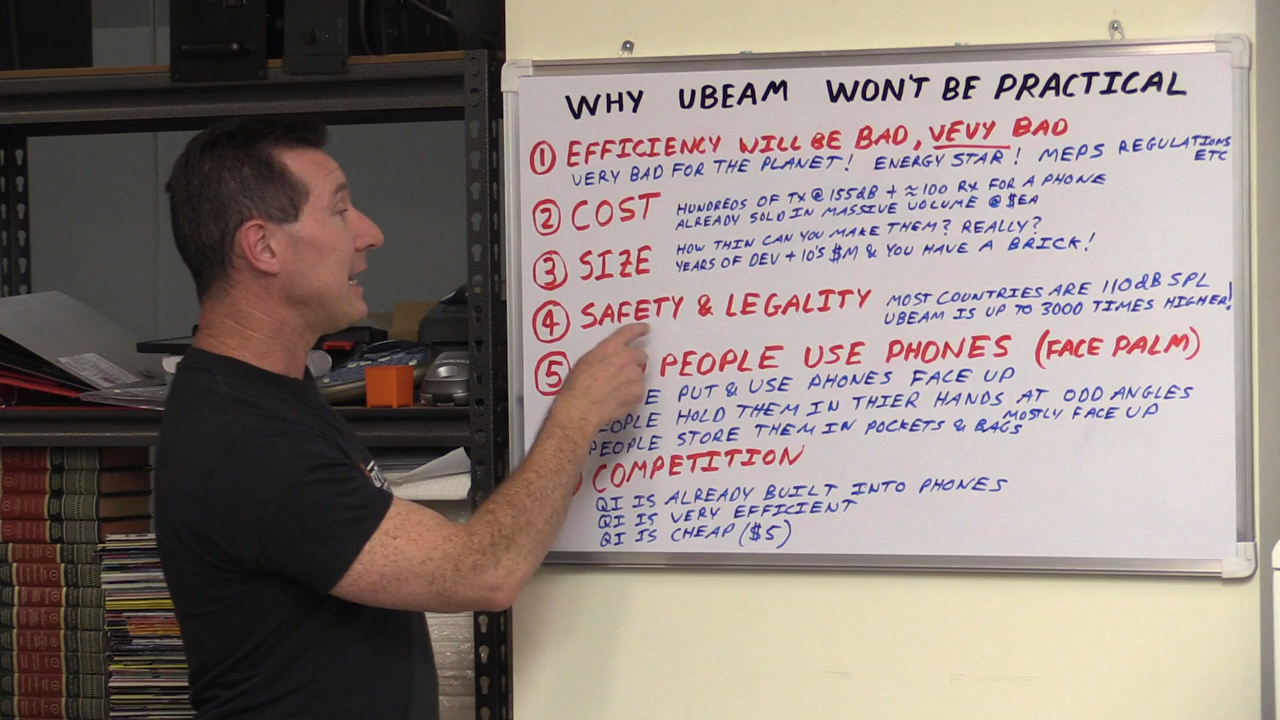 WHY UBEAM WON'T BE PRACTICAL
① EFFICIENCY WILL BE BAD, VEVY BAD
VERY BAD FOR THE PLANET! ENERGY STAR! MEPS REGULATIONS
ETC
② COST
HUNDREDS OF TX @ 155dB + ≈100 RX FOR A PHONE
ALREADY SOLD IN MASSIVE VOLUME @ $EA
③ SIZE
HOW THIN CAN YOU MAKE THEM? REALLY?
YEARS OF DEV + 10'S $M & YOU HAVE A BRICK!
④ SAFETY & LEGALITY
MOST COUNTRIES ARE 110dB SPL
UBEAM IS UP TO 3000 TIMES HIGHER!
⑤ PEOPLE USE PHONES (FACE PALM)
PUT & USE PHONES FACE UP
PEOPLE HOLD THEM IN THIER HANDS AT ODD ANGLES
MOSTLY FACE UP
PEOPLE STORE THEM IN POCKETS & BAGS
COMPETITION
QI IS ALREADY BUILT INTO PHONES
QI IS VERY EFFICIENT
QI IS CHEAP ($5)